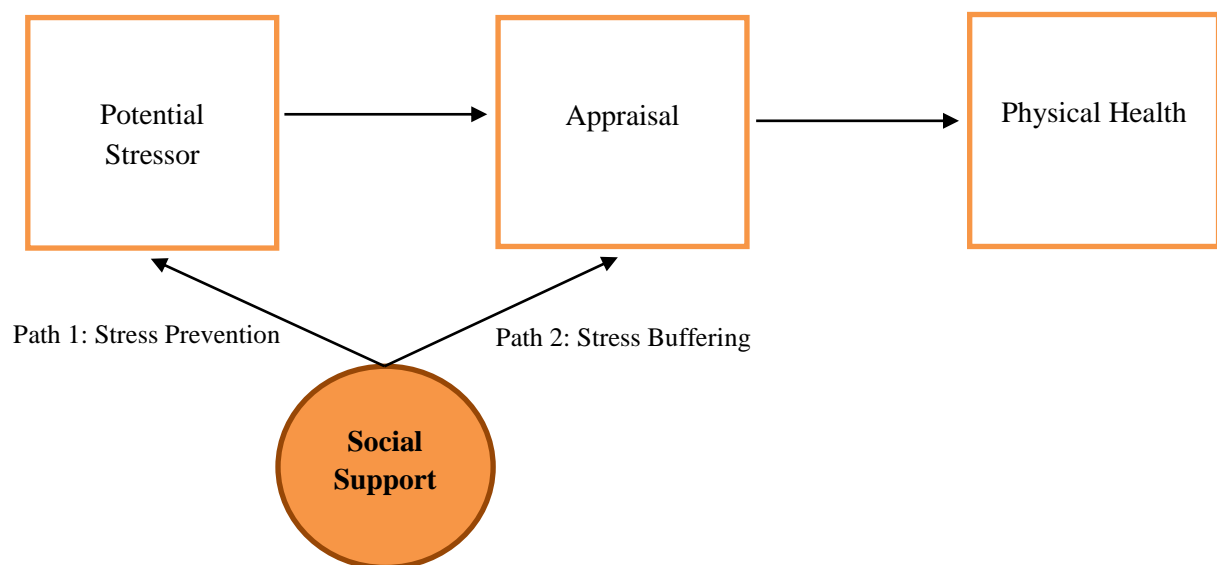 Potential
Stressor
Appraisal
Physical Health
Path 1: Stress Prevention
Path 2: Stress Buffering
Social
Support